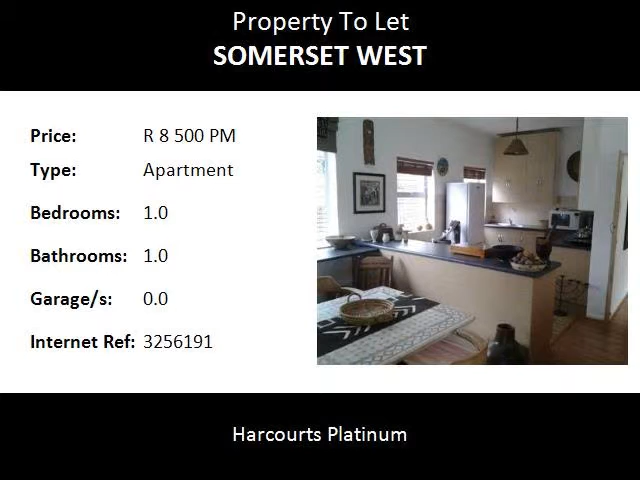 Property To Let
SOMERSET WEST
Price: R 8 500 PM
Type: Apartment
Bedrooms: 1.0
Bathrooms: 1.0
Garage/s: 0.0
Internet Ref: 3256191
Harcourts Platinum